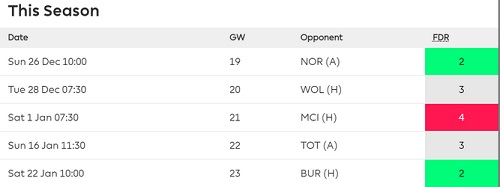 This Season
Date GW Opponent FDR
Sun 26 Dec 10:00 19 NOR (A) 2
Tue 28 Dec 07:30 20 WOL (H) 3
Sat 1 Jan 07:30 21 MCI (H) 4
Sun 16 Jan 11:30 22 TOT (A) 3
Sat 22 Jan 10:00 23 BUR (H) 2